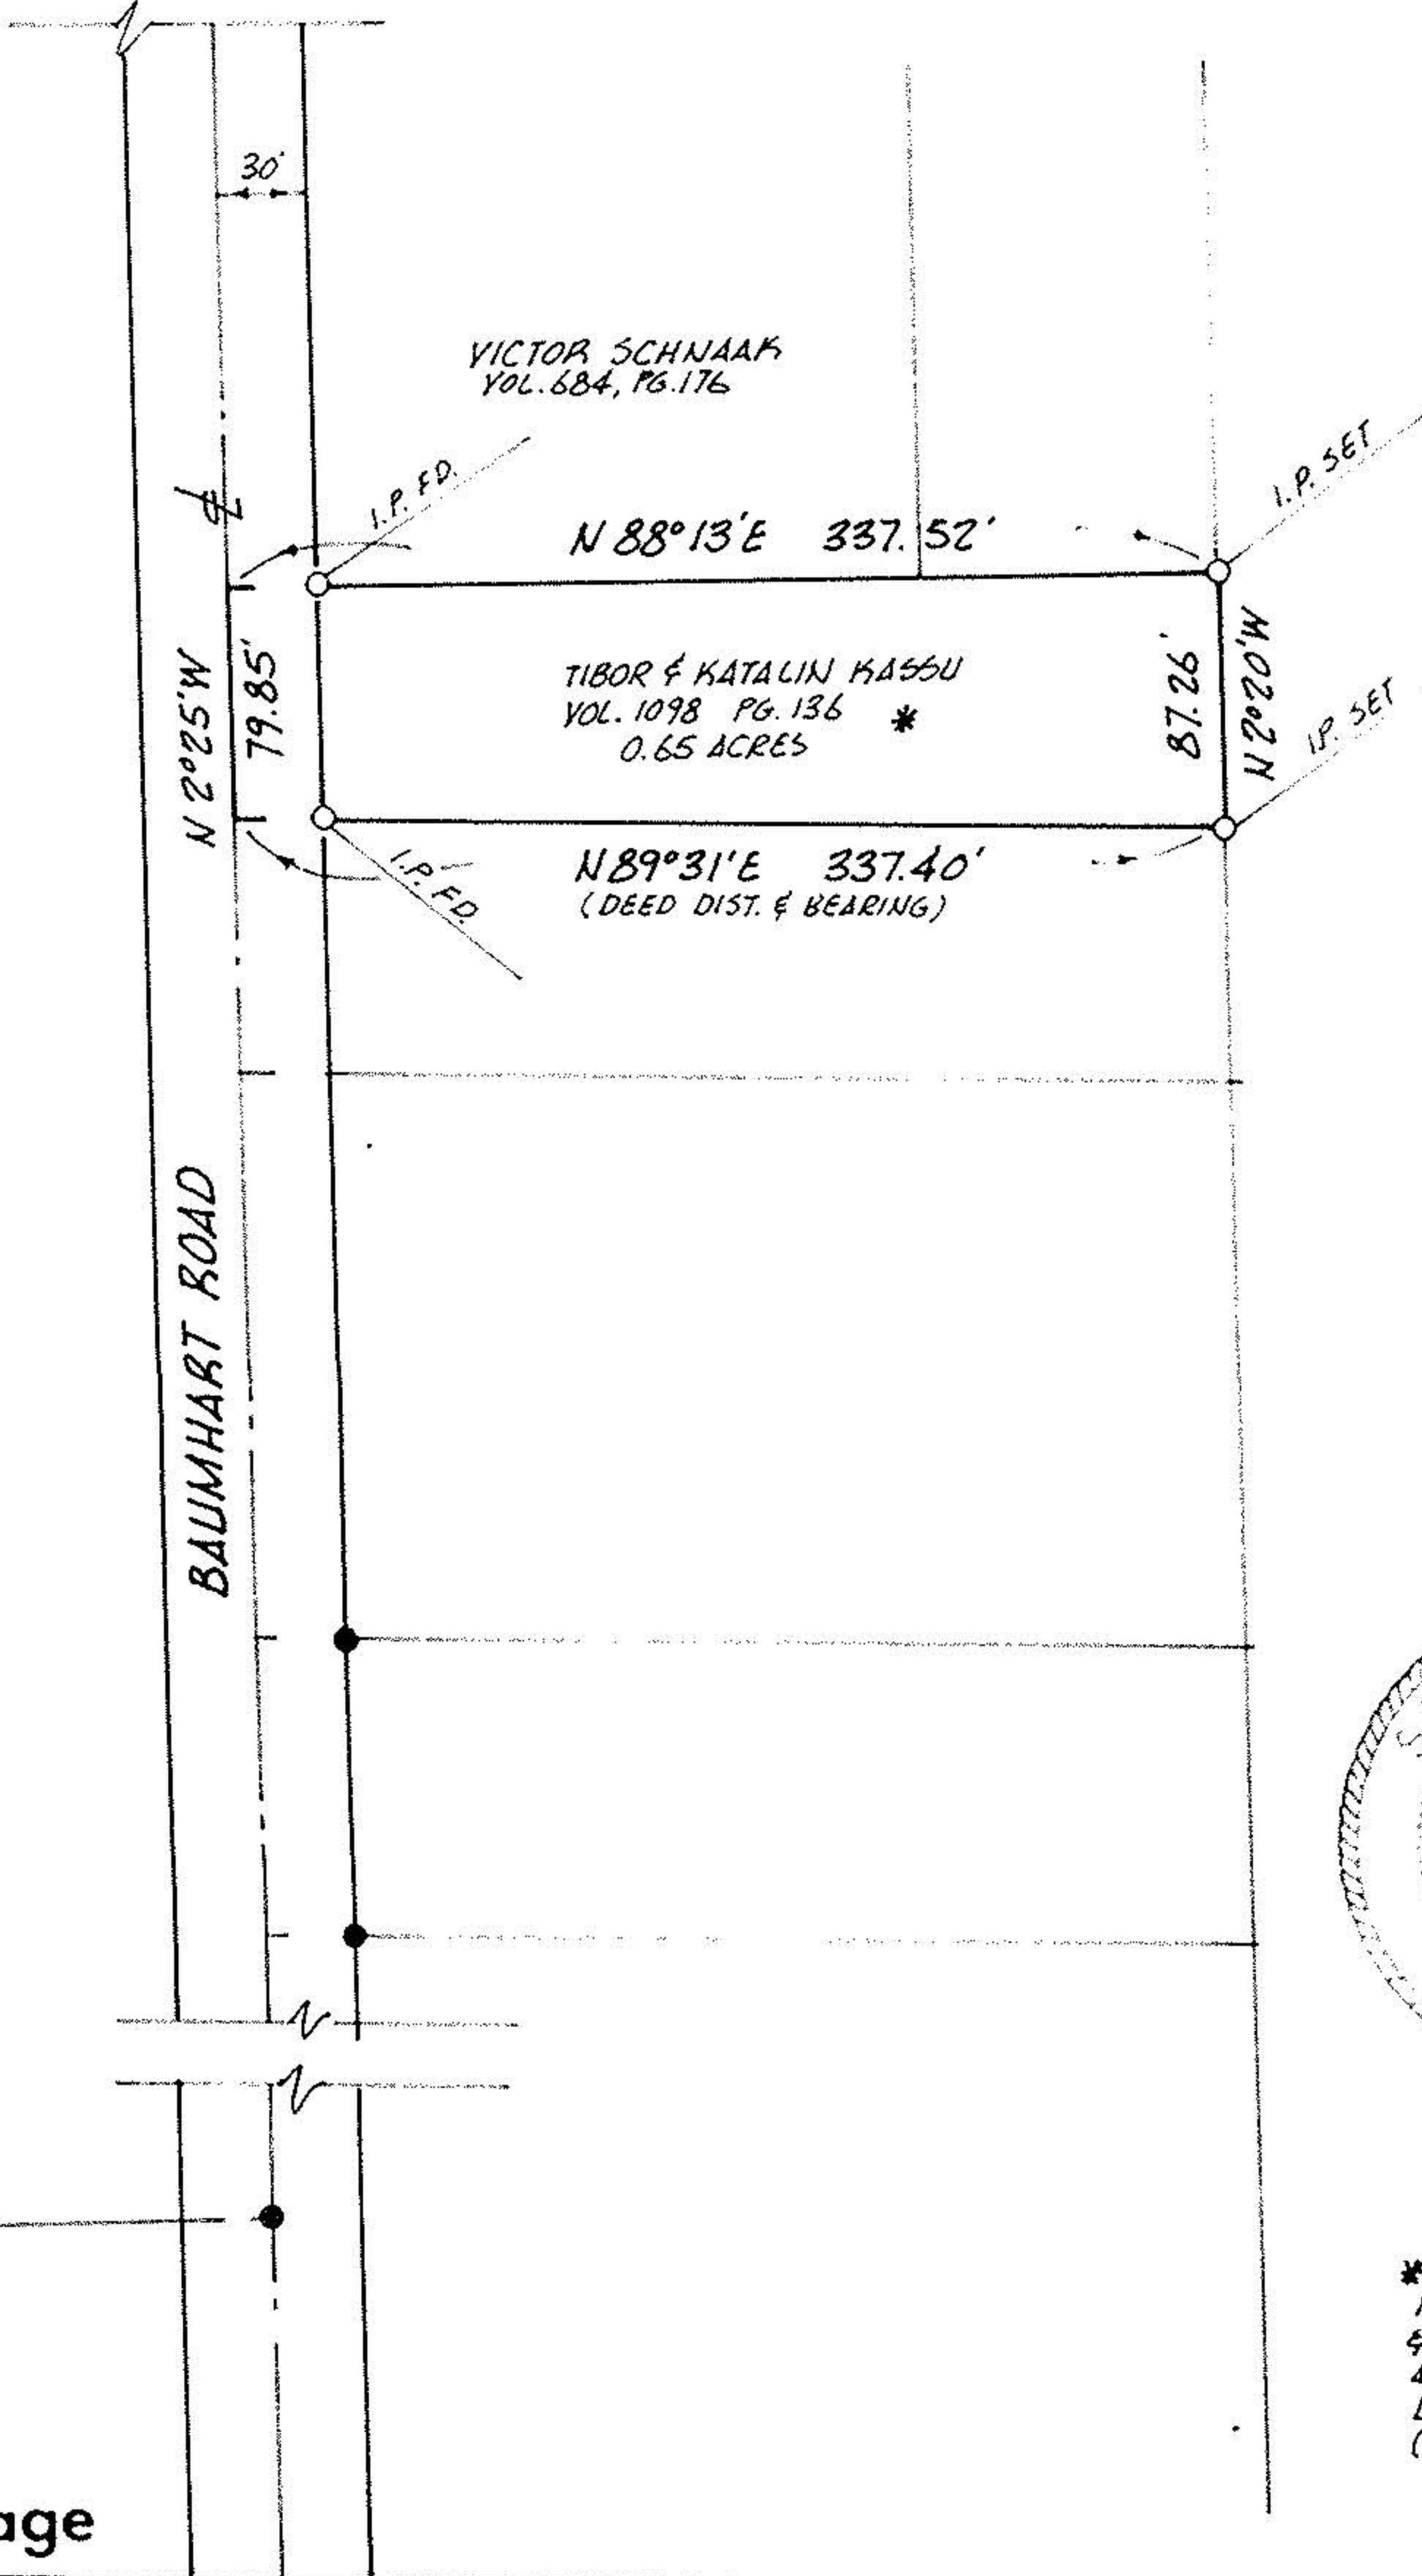 30'
VICTOR SCHNAAK
VOL. 684, PG. 176
I.P. FD.
I.P. SET
N 88°13'E 337.52'
N 2°25'W
79.85'
TIBOR & KATALIN KASSU
VOL. 1098 PG. 136 *
0.65 ACRES
87.26'
N 2°20'W
I.P. SET
I.P. FD.
N 89°31'E 337.40'
(DEED DIST. & BEARING)
BAUMHART ROAD
*
age